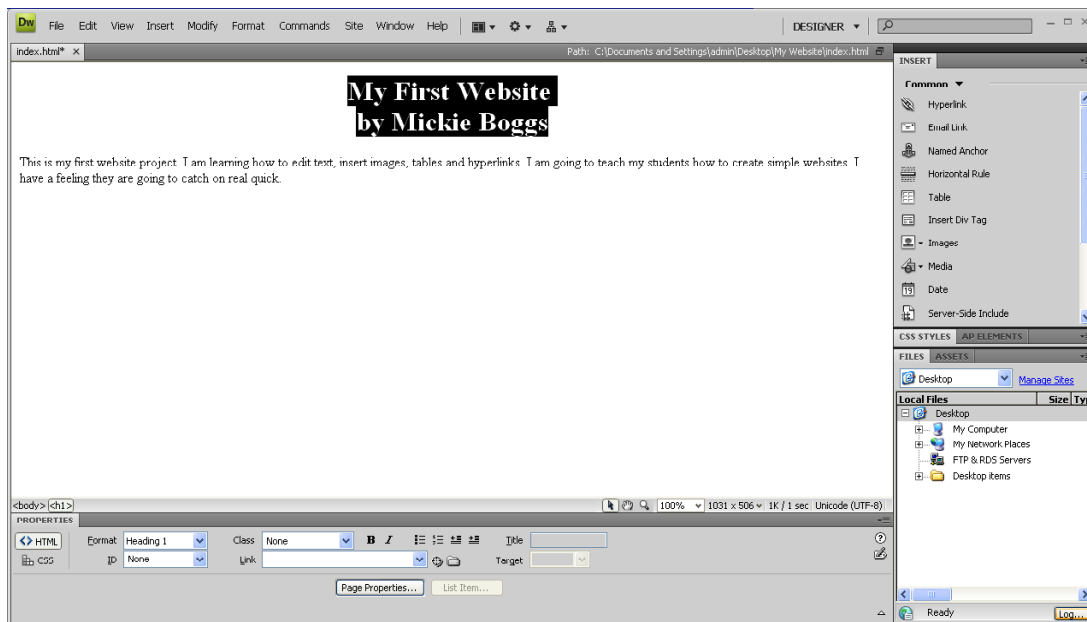 Dw File Edit View Insert Modify Format Commands Site Window Help DESIGNER
index.html* × Path: C:\Documents and Settings\admin\Desktop\My Website\index.html
My First Website
by Mickie Boggs
This is my first website project. I am learning how to edit text, insert images, tables and hyperlinks. I am going to teach my students how to create simple websites. I
have a feeling they are going to catch on real quick.
<body> <h1> 100% 1031 x 506 1K / 1 sec Unicode (UTF-8)
PROPERTIES
<> HTML Format Heading 1 Class None B I Title
CSS ID None Link Target
Page Properties... List Item...
INSERT
Common
Hyperlink
Email Link
Named Anchor
Horizontal Rule
Table
Insert Div Tag
Images
Media
19 Date
Server-Side Include
CSS STYLES AP ELEMENTS
FILES ASSETS
Desktop Manage Sites
Local Files Size Ty
Desktop
My Computer
My Network Places
FTP & RDS Servers
Desktop items
Ready Log...